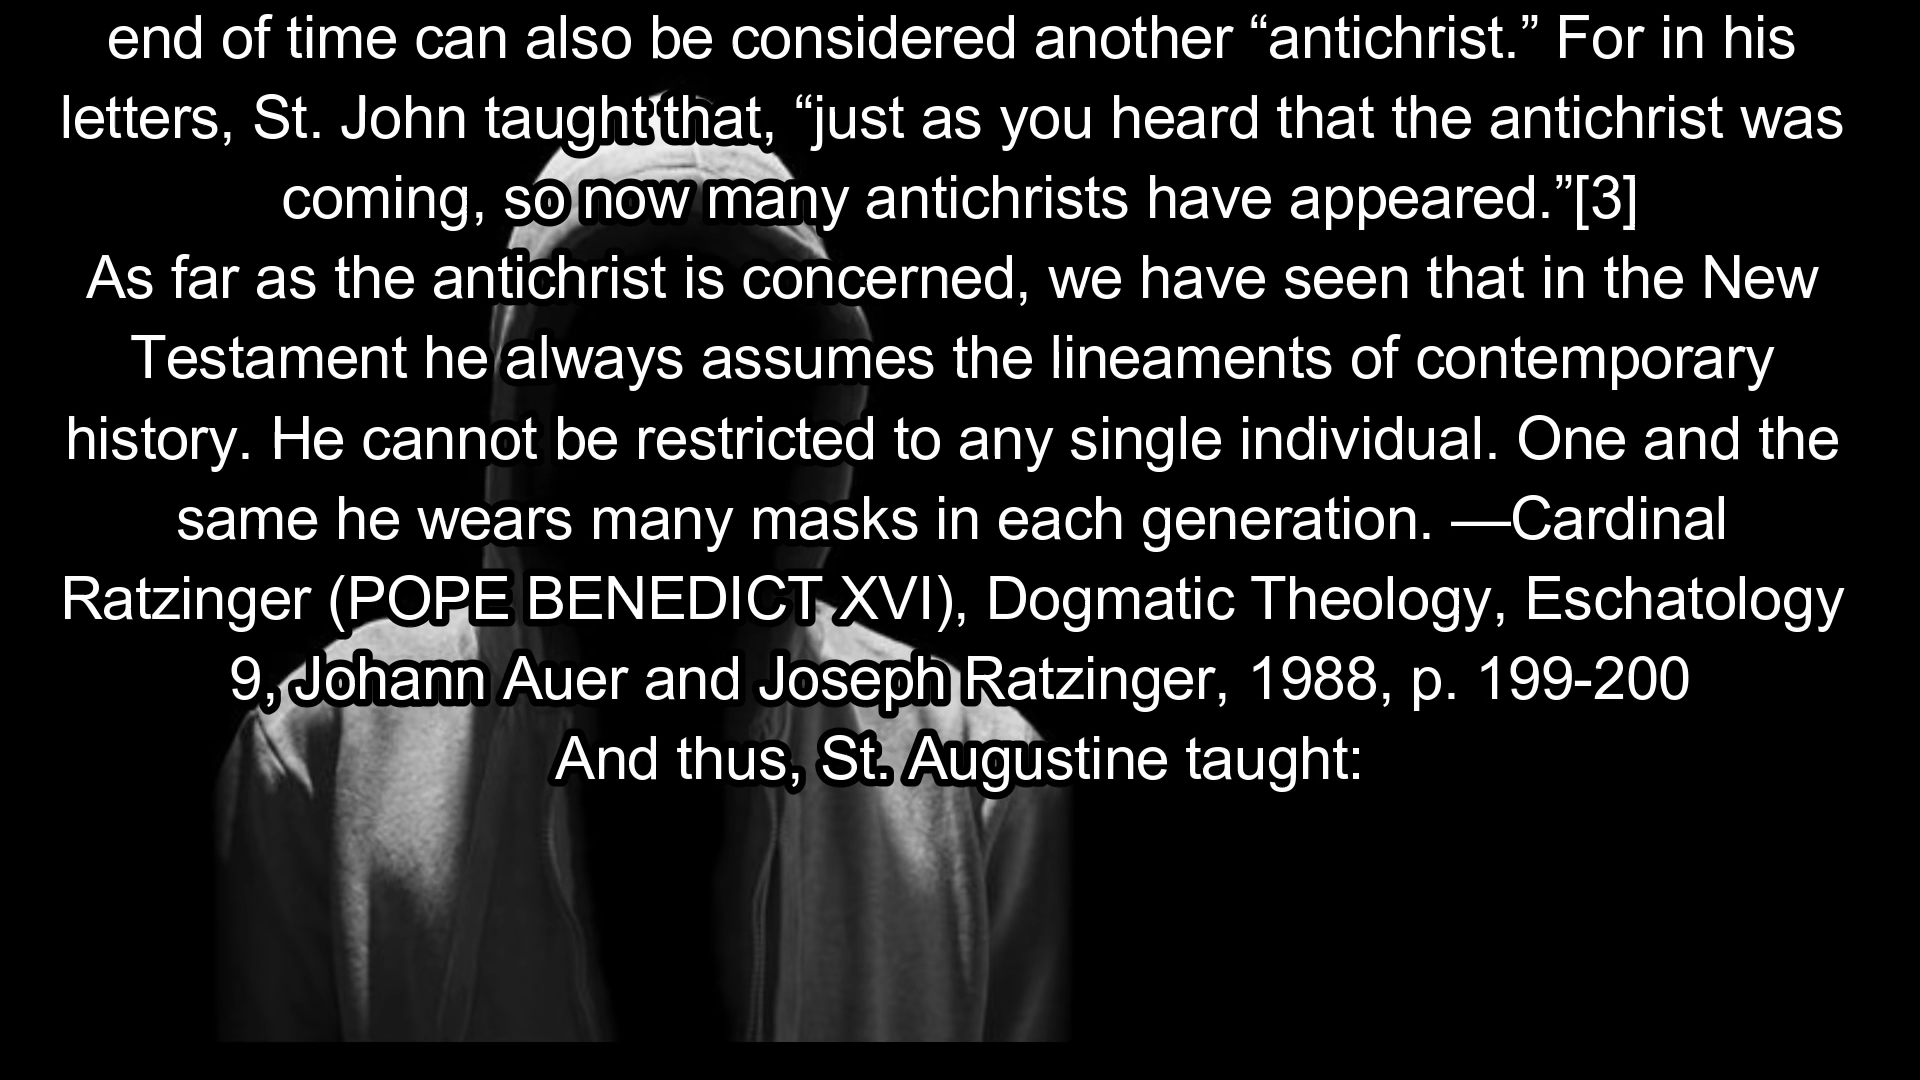 end of time can also be considered another “antichrist.” For in his
letters, St. John taught that, “just as you heard that the antichrist was
coming, so now many antichrists have appeared.”[3]
As far as the antichrist is concerned, we have seen that in the New
Testament he always assumes the lineaments of contemporary
history. He cannot be restricted to any single individual. One and the
same he wears many masks in each generation. —Cardinal
Ratzinger (POPE BENEDICT XVI), Dogmatic Theology, Eschatology
9, Johann Auer and Joseph Ratzinger, 1988, p. 199-200
And thus, St. Augustine taught: